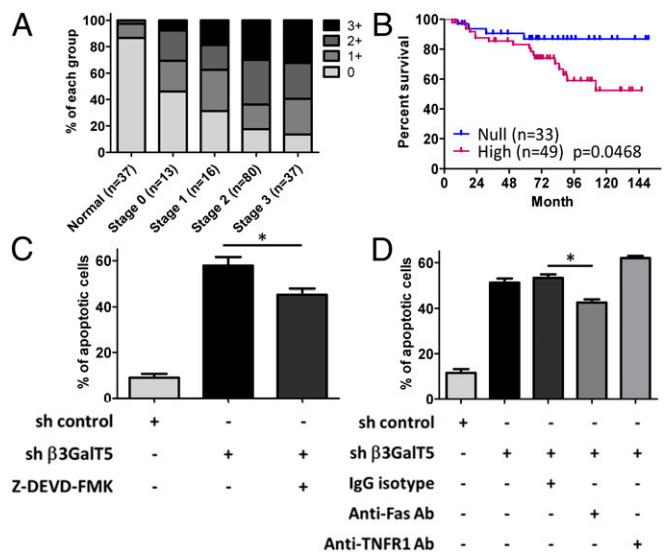 A
% of each group
100
80
60
40
20
0
3+
2+
1+
0
Normal (n=37)
Stage 0 (n=13)
Stage 1 (n=16)
Stage 2 (n=80)
Stage 3 (n=37)
B
Percent survival
100
80
60
40
20
0
Null (n=33)
High (n=49) p=0.0468
0 24 48 72 96 120 144
Month
C
% of apoptotic cells
60
40
20
0
*
sh control + - -
sh β3GalT5 - + +
Z-DEVD-FMK - - +
D
% of apoptotic cells
60
40
20
0
*
sh control + - - - -
sh β3GalT5 - + + + +
IgG isotype - - + - -
Anti-Fas Ab - - - + -
Anti-TNFR1 Ab - - - - +